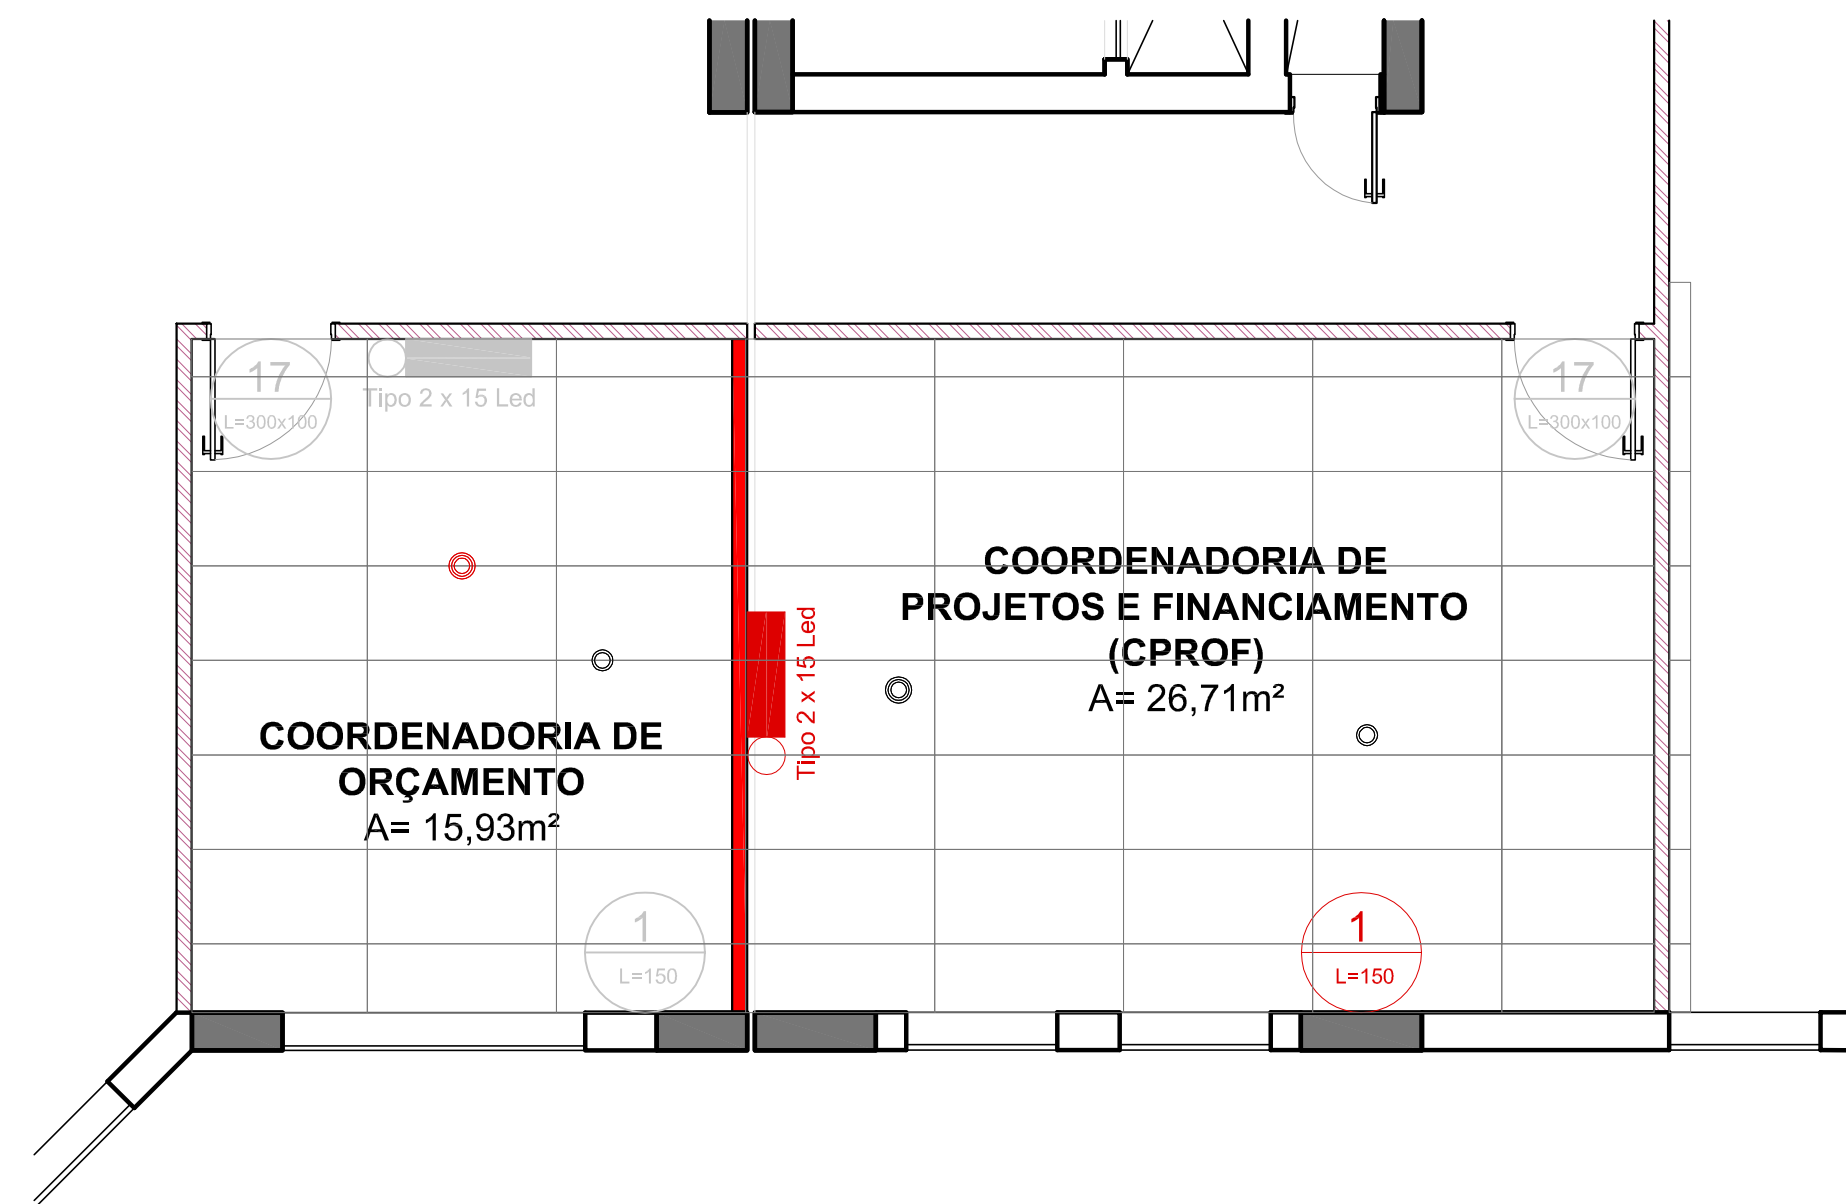 17
L=300x100
Tipo 2 x 15 Led
17
L=300x100
COORDENADORIA DE
PROJETOS E FINANCIAMENTO
(CPROF)
A= 26,71m²
Tipo 2 x 15 Led
COORDENADORIA DE
ORÇAMENTO
A= 15,93m²
1
L=150
1
L=150